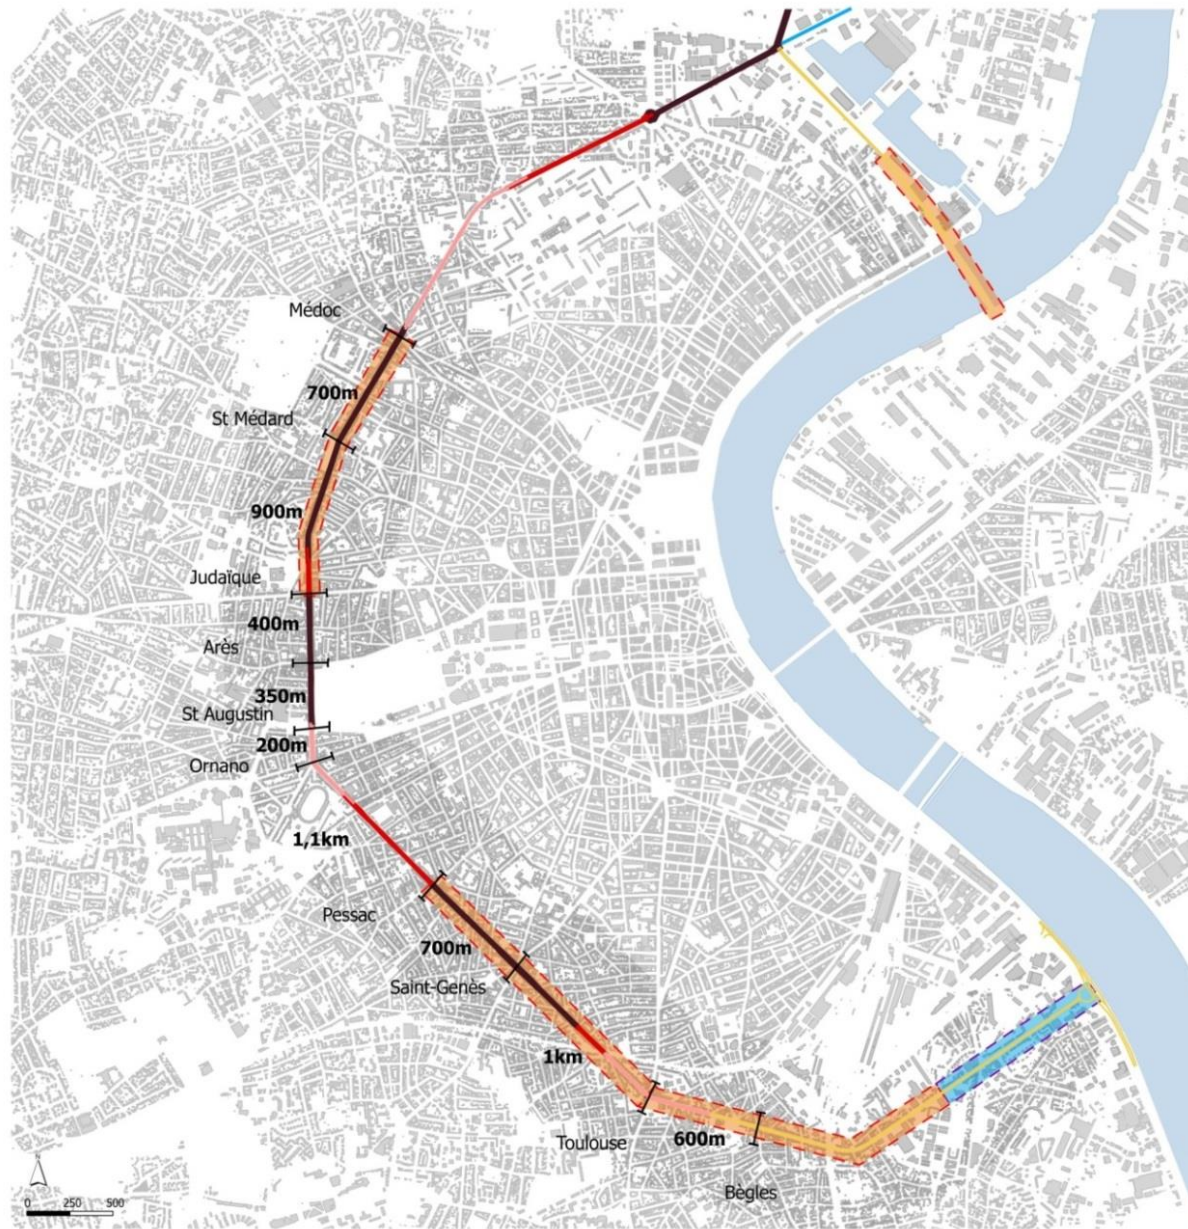 Médoc
700m
St Médard
900m
Judaïque
400m
Arès
350m
St Augustin
200m
Ornano
1,1km
Pessac
700m
Saint-Genès
1km
Toulouse
600m
Bègles
N
0 250 500